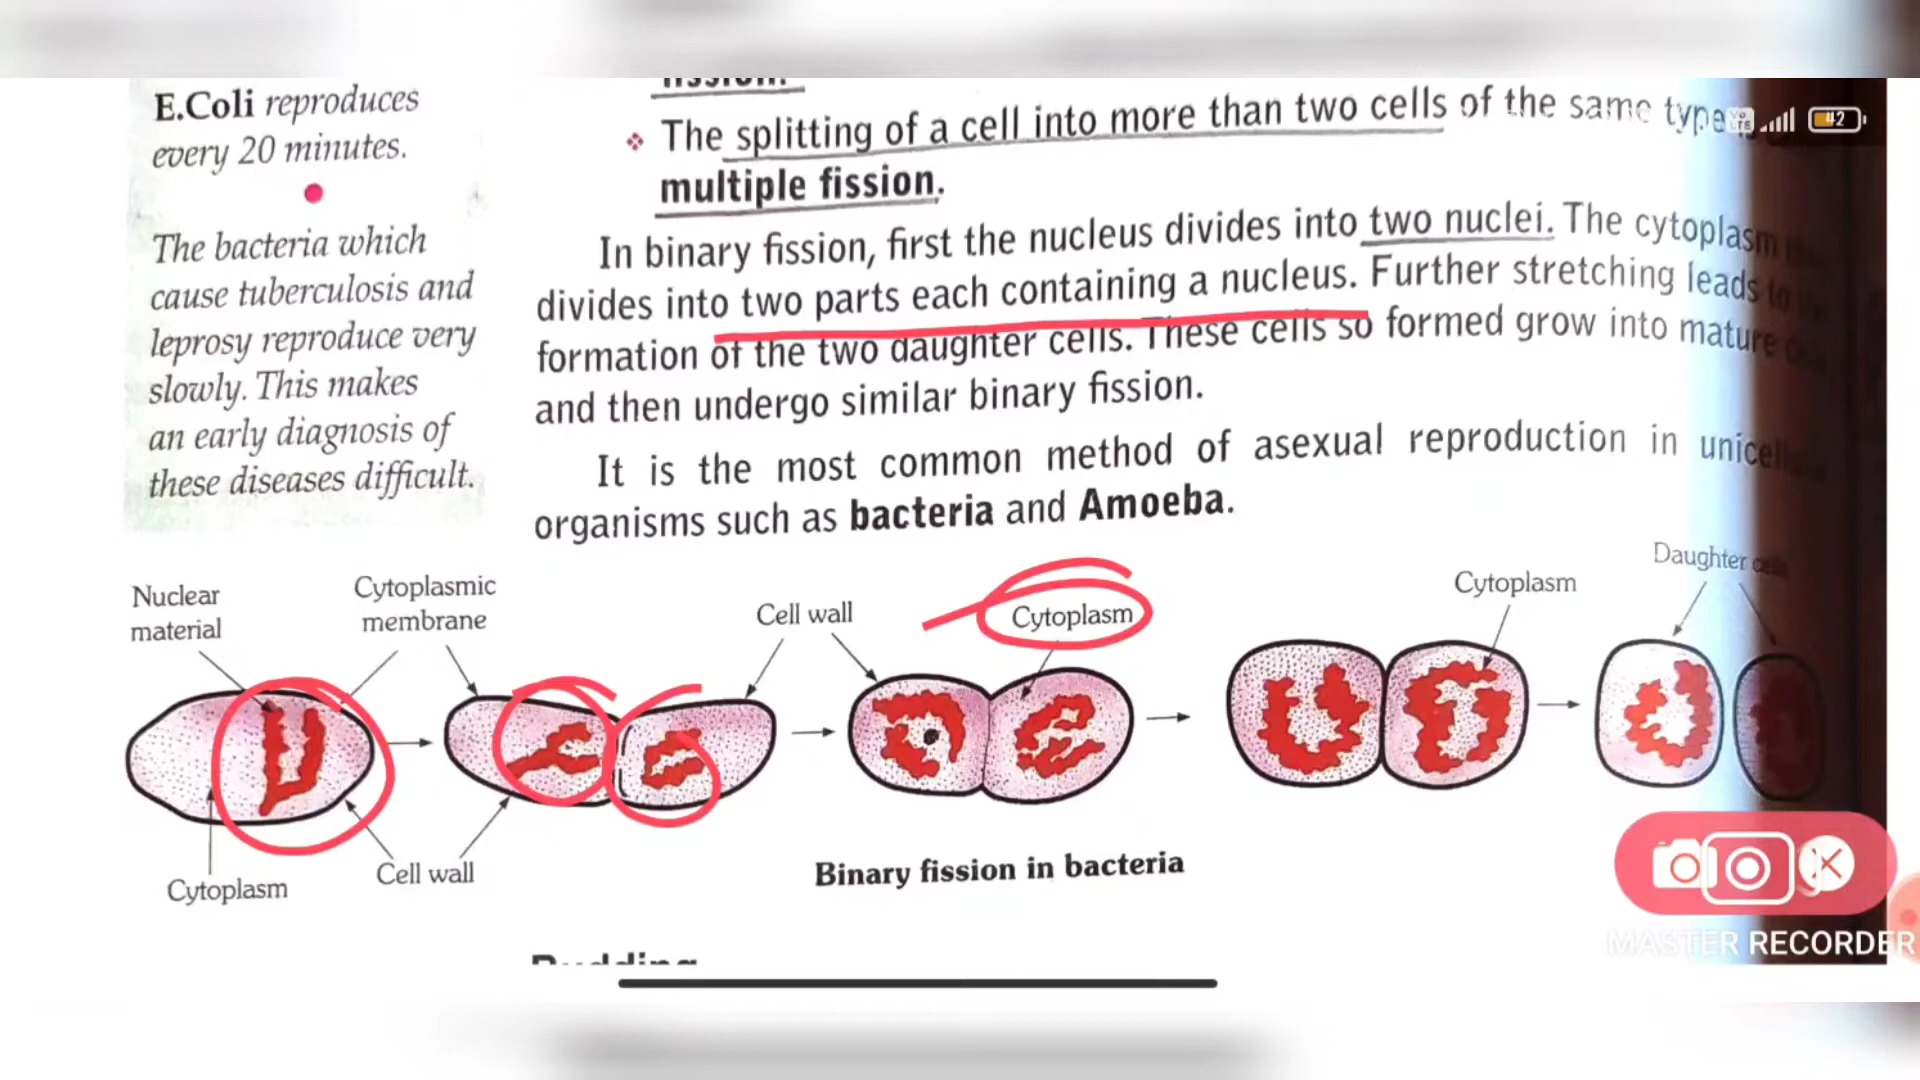 E.Coli reproduces
every 20 minutes.
The bacteria which
cause tuberculosis and
leprosy reproduce very
slowly. This makes
an early diagnosis of
these diseases difficult.
fission.
❖ The splitting of a cell into more than two cells of the same type is
multiple fission.
In binary fission, first the nucleus divides into two nuclei. The cytoplasm
divides into two parts each containing a nucleus. Further stretching leads to
formation of the two daughter cells. These cells so formed grow into mature
and then undergo similar binary fission.
It is the most common method of asexual reproduction in
organisms such as bacteria and Amoeba.
Nuclear
material
Cytoplasmic
membrane
Cell wall
Cytoplasm
Cytoplasm
Daughter cells
Cytoplasm
Cell wall
Binary fission in bacteria
Budding
42
MASTER RECORDER